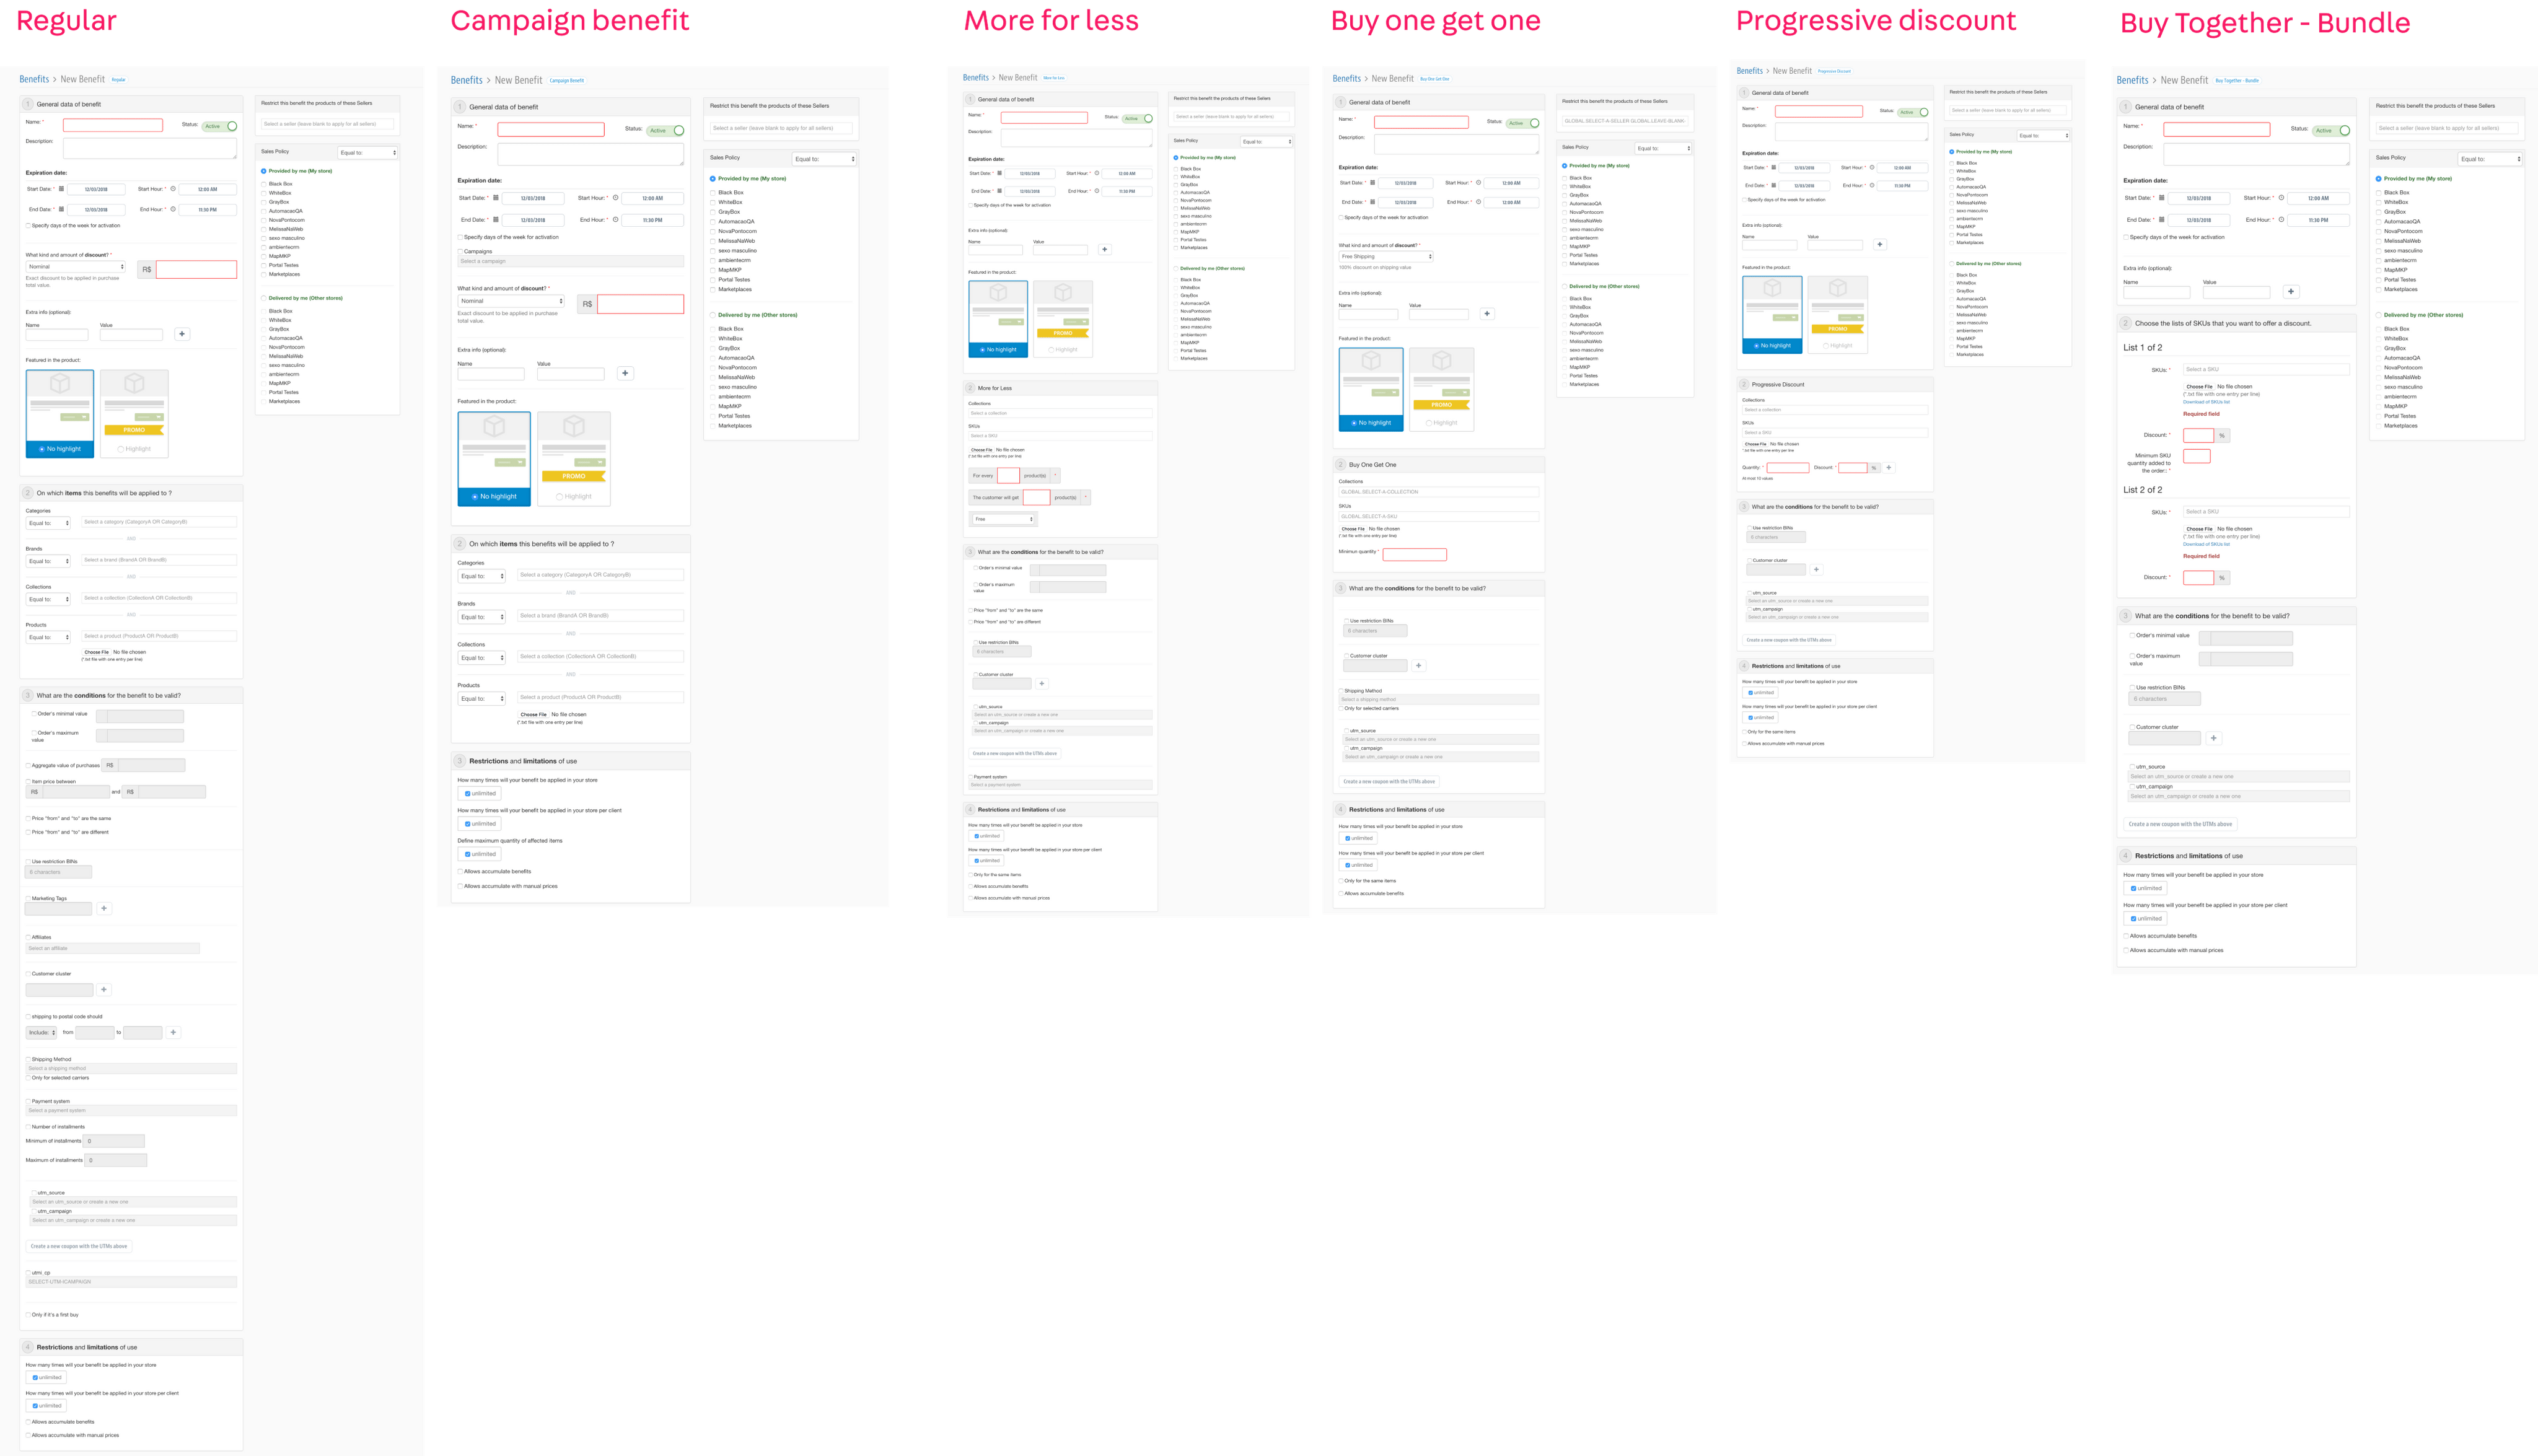 Regular
Benefits > New Benefit Regular
1 General data of benefit
Name: *
Status: Active
Description:
Expiration date:
Start Date: * 12/03/2018 Start Hour: * 12:00 AM
End Date: * 12/03/2018 End Hour: * 11:30 PM
Specify days of the week for activation
What kind and amount of discount? *
Nominal R$
Exact discount to be applied in purchase
total value.
Extra info (optional):
Name Value
+
Featured in the product:
PROMO
No highlight Highlight
2 On which items this benefits will be applied to ?
Categories
Equal to: Select a category (CategoryA OR CategoryB)
AND
Brands
Equal to: Select a brand (BrandA OR BrandB)
AND
Collections
Equal to: Select a collection (CollectionA OR CollectionB)
AND
Products
Equal to: Select a product (ProductA OR ProductB)
Choose File No file chosen
(*.txt file with one entry per line)
3 What are the conditions for the benefit to be valid?
Order's minimal value
Order's maximum
value
Aggregate value of purchases R$
Item price between
R$ and R$
Price "from" and "to" are the same
Price "from" and "to" are different
Use restriction BINs
6 characters
Marketing Tags
+
Affiliates
Select an affiliate
Customer cluster
+
shipping to postal code should
Include: from to +
Shipping Method
Select a shipping method
Only for selected carriers
Payment system
Select a payment system
Number of installments
Minimum of installments 0
Maximum of installments 0
utm_source
Select an utm_source or create a new one
utm_campaign
Select an utm_campaign or create a new one
Create a new coupon with the UTMs above
utmi_cp
SELECT-UTM-ICAMPAIGN
Only if it's a first buy
4 Restrictions and limitations of use
How many times will your benefit be applied in your store
unlimited
How many times will your benefit be applied in your store per client
unlimited
Allows accumulate benefits
Allows accumulate with manual prices
Restrict this benefit the products of these Sellers
Select a seller (leave blank to apply for all sellers)
Sales Policy Equal to:
Provided by me (My store)
Black Box
WhiteBox
GrayBox
AutomacaoQA
NovaPontocom
MelissaNaWeb
sexo masculino
ambientecrm
MapMKP
Portal Testes
Marketplaces
Delivered by me (Other stores)
Black Box
WhiteBox
GrayBox
AutomacaoQA
NovaPontocom
MelissaNaWeb
sexo masculino
ambientecrm
MapMKP
Portal Testes
Marketplaces
Campaign benefit
Benefits > New Benefit Campaign Benefit
1 General data of benefit
Name: *
Status: Active
Description:
Expiration date:
Start Date: * 12/03/2018 Start Hour: * 12:00 AM
End Date: * 12/03/2018 End Hour: * 11:30 PM
Specify days of the week for activation
Campaigns
Select a campaign
What kind and amount of discount? *
Nominal R$
Exact discount to be applied in purchase
total value.
Extra info (optional):
Name Value
+
Featured in the product:
PROMO
No highlight Highlight
2 On which items this benefits will be applied to ?
Categories
Equal to: Select a category (CategoryA OR CategoryB)
AND
Brands
Equal to: Select a brand (BrandA OR BrandB)
AND
Collections
Equal to: Select a collection (CollectionA OR CollectionB)
AND
Products
Equal to: Select a product (ProductA OR ProductB)
Choose File No file chosen
(*.txt file with one entry per line)
3 Restrictions and limitations of use
How many times will your benefit be applied in your store
unlimited
How many times will your benefit be applied in your store per client
unlimited
Define maximum quantity of affected items
unlimited
Allows accumulate benefits
Allows accumulate with manual prices
Restrict this benefit the products of these Sellers
Select a seller (leave blank to apply for all sellers)
Sales Policy Equal to:
Provided by me (My store)
Black Box
WhiteBox
GrayBox
AutomacaoQA
NovaPontocom
MelissaNaWeb
sexo masculino
ambientecrm
MapMKP
Portal Testes
Marketplaces
Delivered by me (Other stores)
Black Box
WhiteBox
GrayBox
AutomacaoQA
NovaPontocom
MelissaNaWeb
sexo masculino
ambientecrm
MapMKP
Portal Testes
Marketplaces
More for less
Benefits > New Benefit More for Less
1 General data of benefit
Name: *
Status: Active
Description:
Expiration date:
Start Date: * 12/03/2018 Start Hour: * 12:00 AM
End Date: * 12/03/2018 End Hour: * 11:30 PM
Specify days of the week for activation
Extra info (optional):
Name Value
+
Featured in the product:
PROMO
No highlight Highlight
2 More for Less
Collections
Select a collection
SKUs
Select a SKU
Choose File No file chosen
(*.txt file with one entry per line)
For every product(s) *
The customer will get product(s) *
Free
3 What are the conditions for the benefit to be valid?
Order's minimal value
Order's maximum
value
Price "from" and "to" are the same
Price "from" and "to" are different
Use restriction BINs
6 characters
Customer cluster
+
utm_source
Select an utm_source or create a new one
utm_campaign
Select an utm_campaign or create a new one
Create a new coupon with the UTMs above
Payment system
Select a payment system
4 Restrictions and limitations of use
How many times will your benefit be applied in your store
unlimited
How many times will your benefit be applied in your store per client
unlimited
Only for the same items
Allows accumulate benefits
Allows accumulate with manual prices
Restrict this benefit the products of these Sellers
Select a seller (leave blank to apply for all sellers)
Sales Policy Equal to:
Provided by me (My store)
Black Box
WhiteBox
GrayBox
AutomacaoQA
NovaPontocom
MelissaNaWeb
sexo masculino
ambientecrm
MapMKP
Portal Testes
Marketplaces
Delivered by me (Other stores)
Black Box
WhiteBox
GrayBox
AutomacaoQA
NovaPontocom
MelissaNaWeb
sexo masculino
ambientecrm
MapMKP
Portal Testes
Marketplaces
Buy one get one
Benefits > New Benefit Buy One Get One
1 General data of benefit
Name: *
Status: Active
Description:
Expiration date:
Start Date: * 12/03/2018 Start Hour: * 12:00 AM
End Date: * 12/03/2018 End Hour: * 12:00 AM
Specify days of the week for activation
What kind and amount of discount? *
Free Shipping
100% discount on shipping value
Extra info (optional):
Name Value
+
Featured in the product:
PROMO
No highlight Highlight
2 Buy One Get One
Collections
GLOBAL.SELECT-A-COLLECTION
SKUs
GLOBAL.SELECT-A-SKU
Choose File No file chosen
(*.txt file with one entry per line)
Minimun quantity *
3 What are the conditions for the benefit to be valid?
Use restriction BINs
6 characters
Customer cluster
+
Shipping Method
Select a shipping method
Only for selected carriers
utm_source
Select an utm_source or create a new one
utm_campaign
Select an utm_campaign or create a new one
Create a new coupon with the UTMs above
4 Restrictions and limitations of use
How many times will your benefit be applied in your store
unlimited
How many times will your benefit be applied in your store per client
unlimited
Only for the same items
Allows accumulate benefits
Restrict this benefit the products of these Sellers
GLOBAL.SELECT-A-SELLER GLOBAL.LEAVE-BLANK
Sales Policy Equal to:
Provided by me (My store)
Black Box
WhiteBox
GrayBox
AutomacaoQA
NovaPontocom
MelissaNaWeb
sexo masculino
ambientecrm
MapMKP
Portal Testes
Marketplaces
Delivered by me (Other stores)
Black Box
WhiteBox
GrayBox
AutomacaoQA
NovaPontocom
MelissaNaWeb
sexo masculino
ambientecrm
MapMKP
Portal Testes
Marketplaces
Progressive discount
Benefits > New Benefit Progressive Discount
1 General data of benefit
Name: *
Status: Active
Description:
Expiration date:
Start Date: * 12/03/2018 Start Hour: * 12:00 AM
End Date: * 12/03/2018 End Hour: * 11:30 PM
Specify days of the week for activation
Extra info (optional):
Name Value
+
Featured in the product:
PROMO
No highlight Highlight
2 Progressive Discount
Collections
Select a collection
SKUs
Select a SKU
Choose File No file chosen
*.txt file with one entry per line
Quantity: * Discount: * % +
At most 10 values
3 What are the conditions for the benefit to be valid?
Use restriction BINs
6 characters
Customer cluster
+
utm_source
Select an utm_source or create a new one
utm_campaign
Select an utm_campaign or create a new one
Create a new coupon with the UTMs above
4 Restrictions and limitations of use
How many times will your benefit be applied in your store
unlimited
How many times will your benefit be applied in your store per client
unlimited
Only for the same items
Allows accumulate with manual prices
Restrict this benefit the products of these Sellers
Select a seller (leave blank to apply for all sellers)
Sales Policy Equal to:
Provided by me (My store)
Black Box
WhiteBox
GrayBox
AutomacaoQA
NovaPontocom
MelissaNaWeb
sexo masculino
ambientecrm
MapMKP
Portal Testes
Marketplaces
Delivered by me (Other stores)
Black Box
WhiteBox
GrayBox
AutomacaoQA
NovaPontocom
MelissaNaWeb
sexo masculino
ambientecrm
MapMKP
Portal Testes
Marketplaces
Buy Together - Bundle
Benefits > New Benefit Buy Together - Bundle
1 General data of benefit
Name: *
Status: Active
Description:
Expiration date:
Start Date: * 12/03/2018 Start Hour: * 12:00 AM
End Date: * 12/03/2018 End Hour: * 11:30 PM
Specify days of the week for activation
Extra info (optional):
Name Value
+
2 Choose the lists of SKUs that you want to offer a discount.
List 1 of 2
SKUs: * Select a SKU
Choose File No file chosen
(*.txt file with one entry per line)
Download of SKUs list
Required field
Discount: * %
Minimum SKU
quantity added to
the order: *
List 2 of 2
SKUs: * Select a SKU
Choose File No file chosen
(*.txt file with one entry per line)
Download of SKUs list
Required field
Discount: * %
3 What are the conditions for the benefit to be valid?
Order's minimal value
Order's maximum
value
Use restriction BINs
6 characters
Customer cluster
+
utm_source
Select an utm_source or create a new one
utm_campaign
Select an utm_campaign or create a new one
Create a new coupon with the UTMs above
4 Restrictions and limitations of use
How many times will your benefit be applied in your store
unlimited
How many times will your benefit be applied in your store per client
unlimited
Allows accumulate benefits
Allows accumulate with manual prices
Restrict this benefit the products of these Sellers
Select a seller (leave blank to apply for all sellers)
Sales Policy Equal to:
Provided by me (My store)
Black Box
WhiteBox
GrayBox
AutomacaoQA
NovaPontocom
MelissaNaWeb
sexo masculino
ambientecrm
MapMKP
Portal Testes
Marketplaces
Delivered by me (Other stores)
Black Box
WhiteBox
GrayBox
AutomacaoQA
NovaPontocom
MelissaNaWeb
sexo masculino
ambientecrm
MapMKP
Portal Testes
Marketplaces